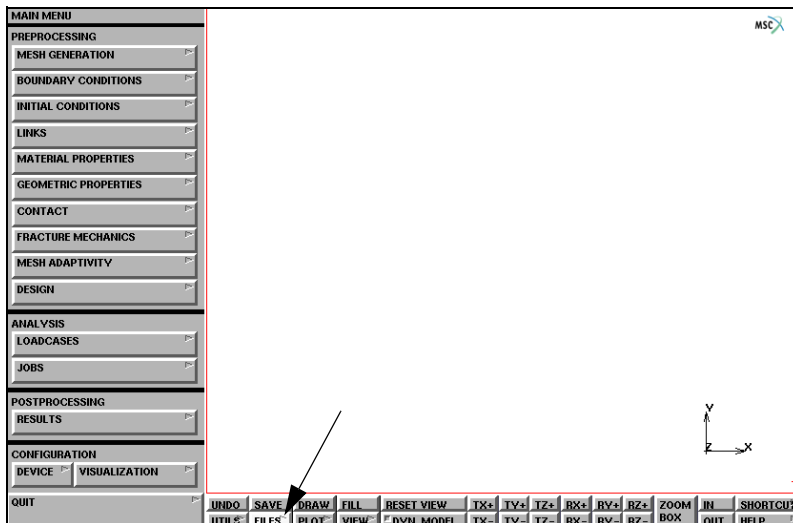 MAIN MENU
PREPROCESSING
MESH GENERATION
BOUNDARY CONDITIONS
INITIAL CONDITIONS
LINKS
MATERIAL PROPERTIES
GEOMETRIC PROPERTIES
CONTACT
FRACTURE MECHANICS
MESH ADAPTIVITY
DESIGN
ANALYSIS
LOADCASES
JOBS
POSTPROCESSING
RESULTS
CONFIGURATION
DEVICE VISUALIZATION
QUIT
MSC
Y
Z X
UNDO SAVE DRAW FILL RESET VIEW TX+ TY+ TZ+ RX+ RY+ RZ+ ZOOM IN SHORTCU
UTILS FILES PLOT VIEW DYN. MODEL TX- TY- TZ- RX- RY- RZ- BOX OUT HELP